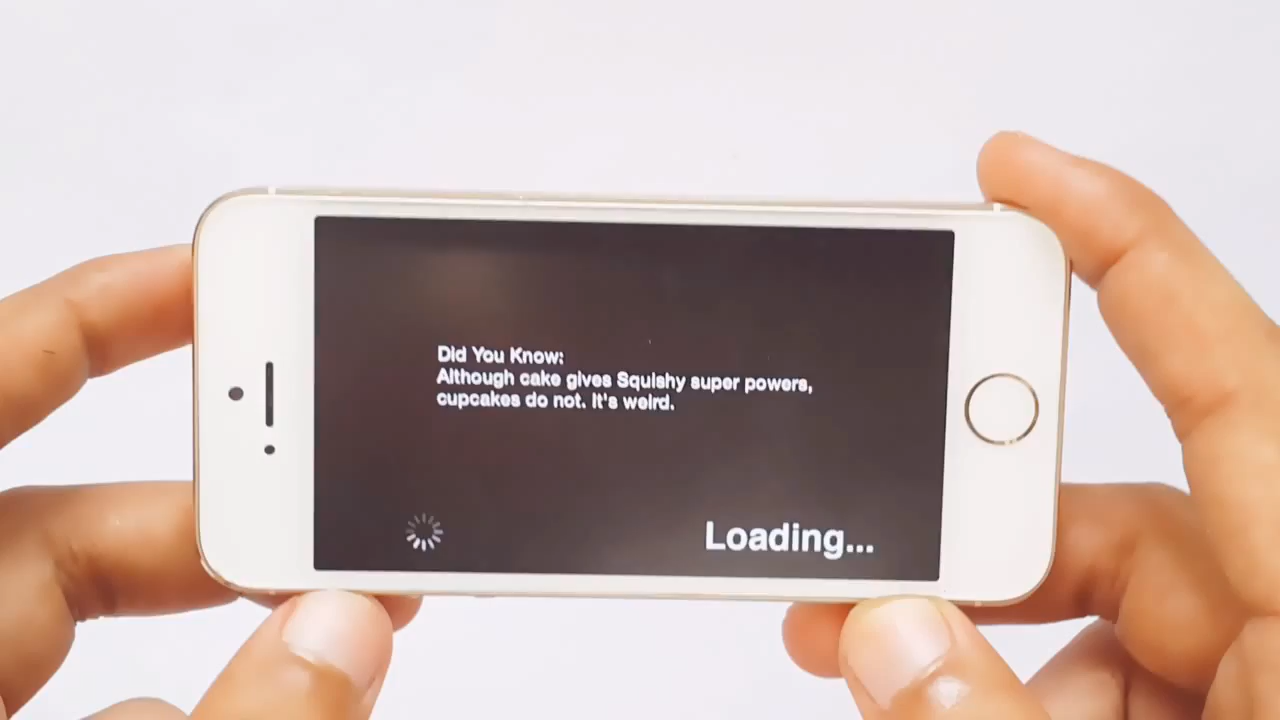 Did You Know:
Although cake gives Squishy super powers,
cupcakes do not. It's weird.
Loading...